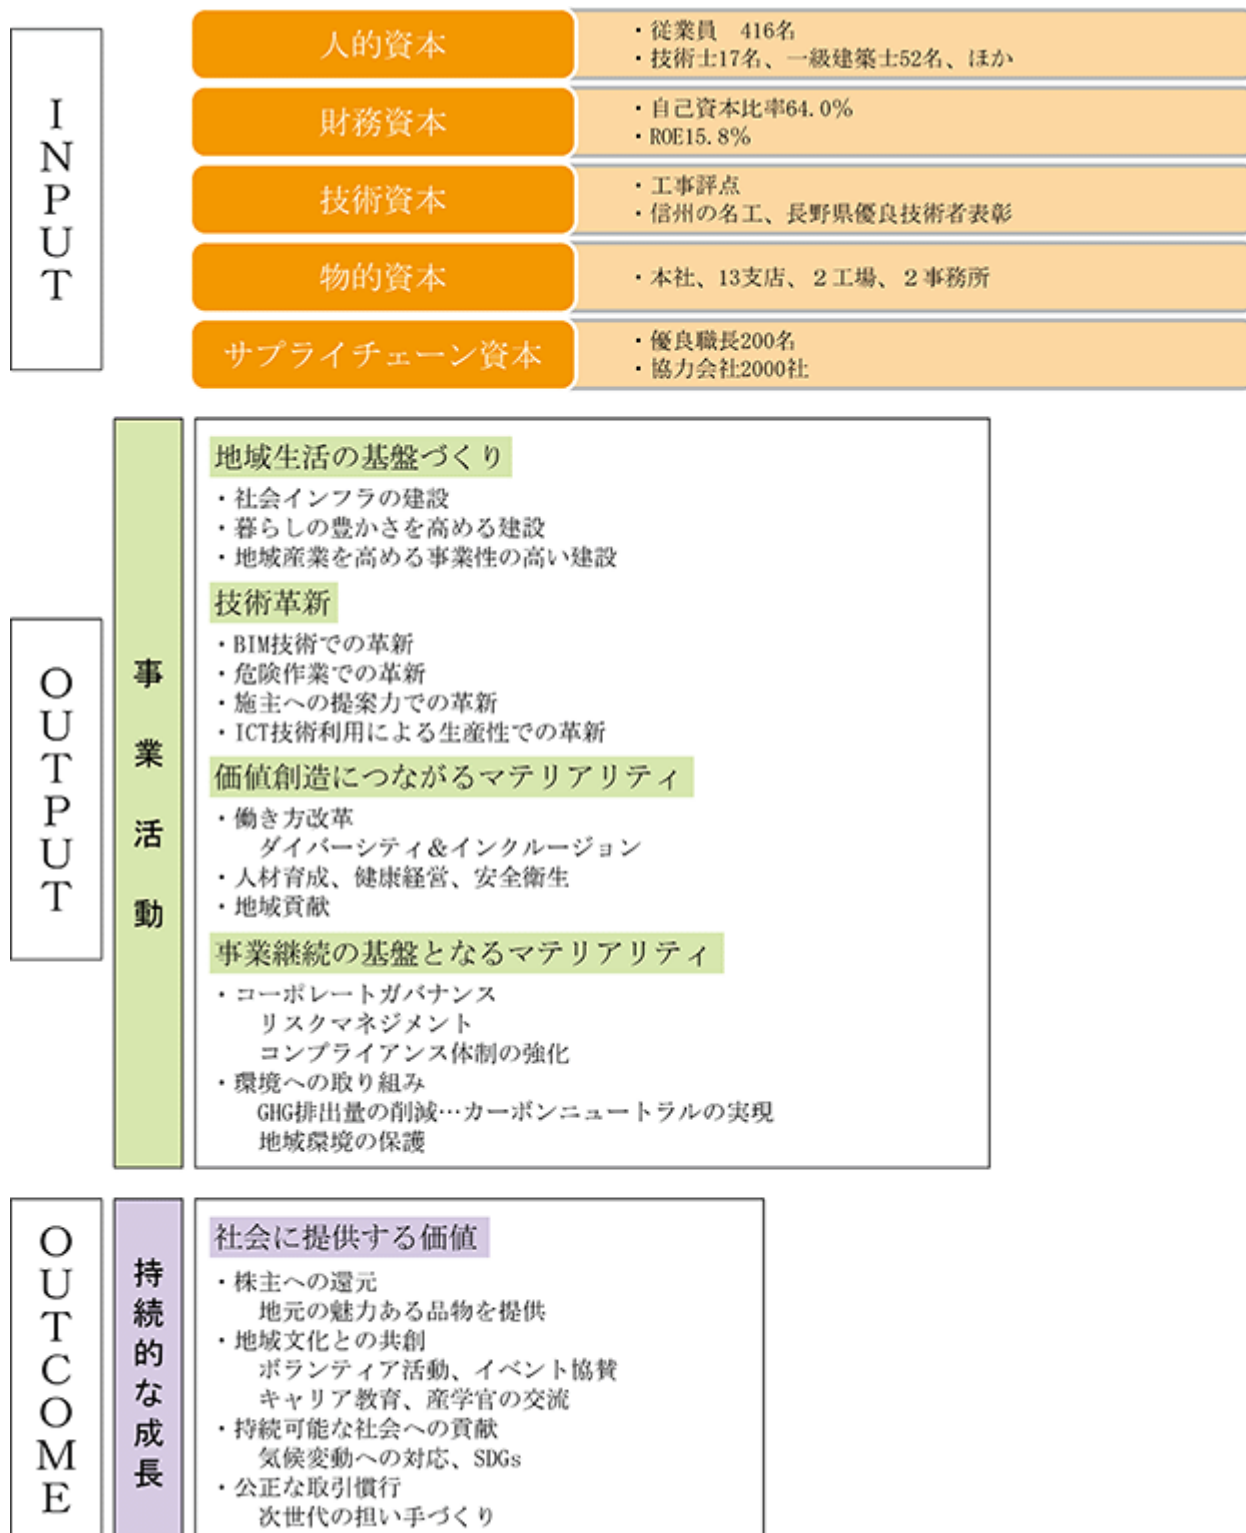 INPUT
人的資本
・従業員　416名
・技術士17名、一級建築士52名、ほか
財務資本
・自己資本比率64.0%
・ROE15.8%
技術資本
・工事評点
・信州の名工、長野県優良技術者表彰
物的資本
・本社、13支店、２工場、２事務所
サプライチェーン資本
・優良職長200名
・協力会社2000社
OUTPUT
事業活動
地域生活の基盤づくり
・社会インフラの建設
・暮らしの豊かさを高める建設
・地域産業を高める事業性の高い建設
技術革新
・BIM技術での革新
・危険作業での革新
・施主への提案力での革新
・ICT技術利用による生産性での革新
価値創造につながるマテリアリティ
・働き方改革
ダイバーシティ＆インクルージョン
・人材育成、健康経営、安全衛生
・地域貢献
事業継続の基盤となるマテリアリティ
・コーポレートガバナンス
リスクマネジメント
コンプライアンス体制の強化
・環境への取り組み
GHG排出量の削減…カーボンニュートラルの実現
地域環境の保護
OUTCOME
持続的な成長
社会に提供する価値
・株主への還元
地元の魅力ある品物を提供
・地域文化との共創
ボランティア活動、イベント協賛
キャリア教育、産学官の交流
・持続可能な社会への貢献
気候変動への対応、SDGs
・公正な取引慣行
次世代の担い手づくり